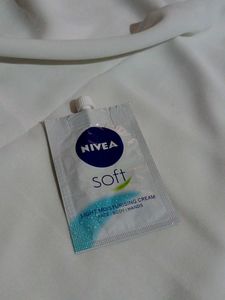 NIVEA
soft
LIGHT MOISTURISING CREAM
FACE • BODY • HANDS